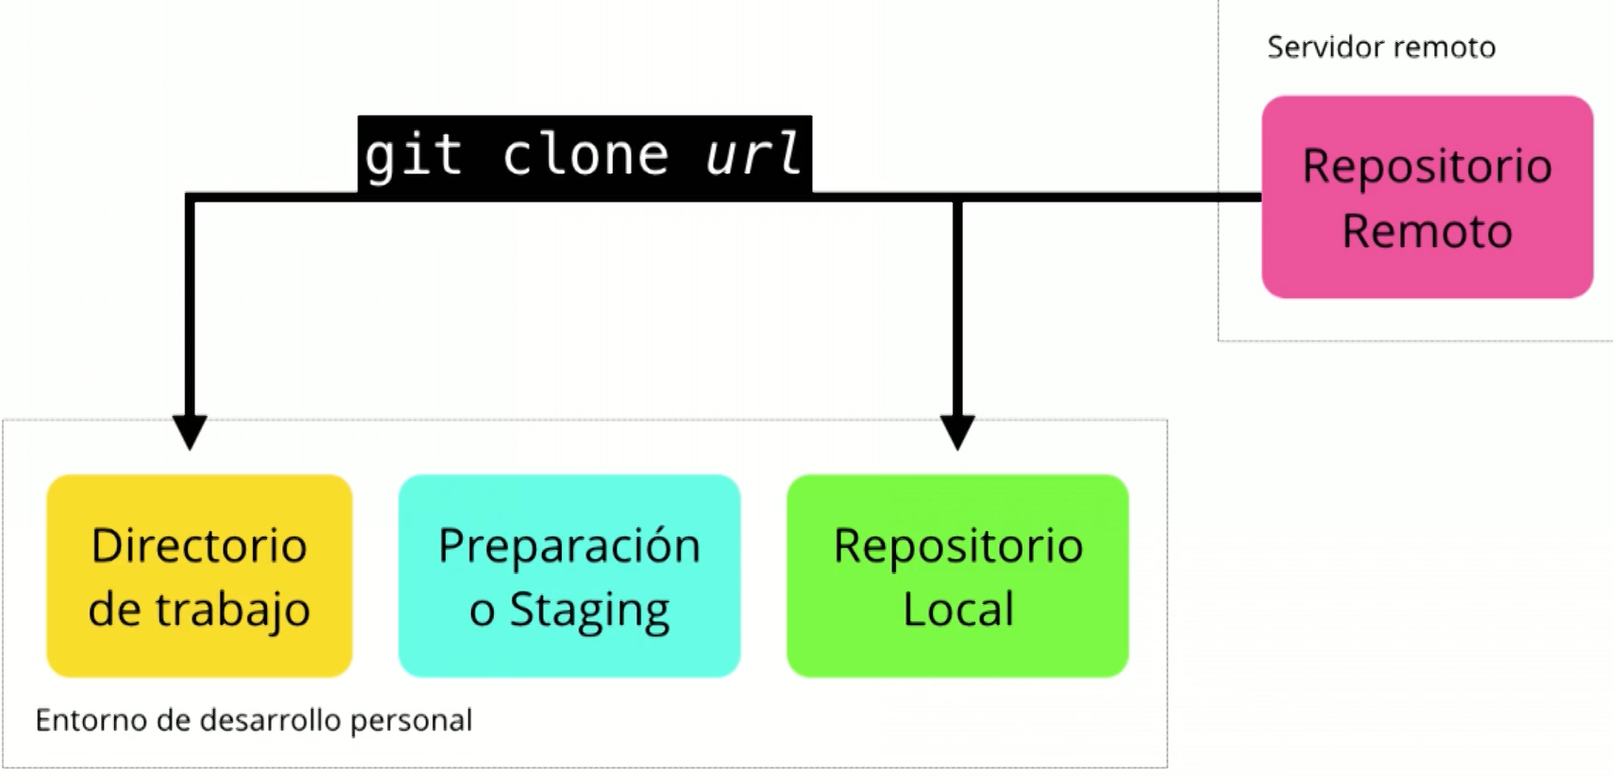 Servidor remoto
git clone url
Repositorio
Remoto
Directorio
de trabajo
Preparación
o Staging
Repositorio
Local
Entorno de desarrollo personal